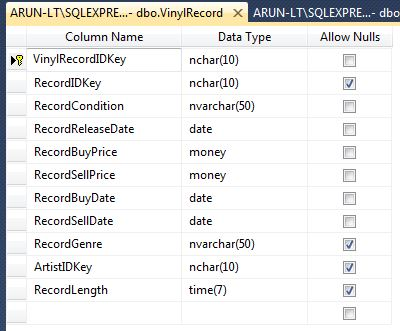 ARUN-LT\SQLEXPRE...- dbo.VinylRecord ARUN-LT\SQLEXPRE...- dbo
Column Name Data Type Allow Nulls
VinylRecordIDKey nchar(10)
RecordIDKey nchar(10)
RecordCondition nvarchar(50)
RecordReleaseDate date
RecordBuyPrice money
RecordSellPrice money
RecordBuyDate date
RecordSellDate date
RecordGenre nvarchar(50)
ArtistIDKey nchar(10)
RecordLength time(7)